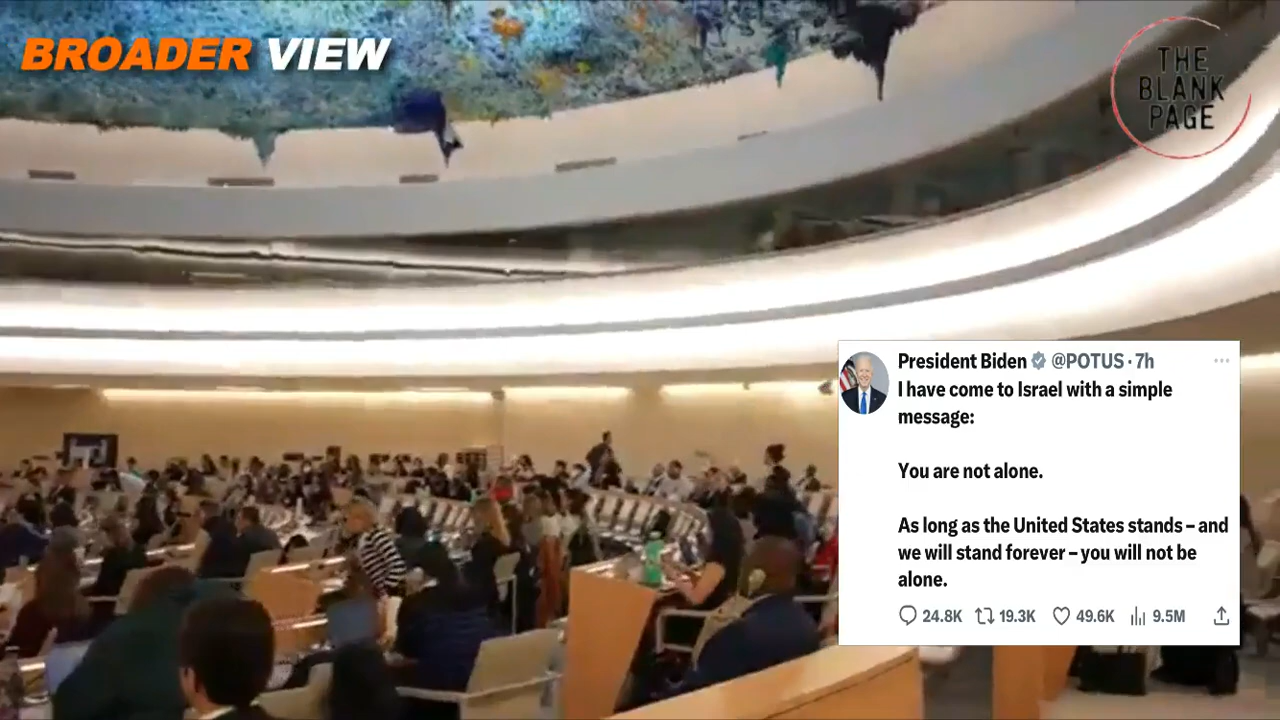 BROADER VIEW
THE
BLANK
PAGE
President Biden @POTUS · 7h
I have come to Israel with a simple
message:
You are not alone.
As long as the United States stands – and
we will stand forever – you will not be
alone.
24.8K 19.3K 49.6K 9.5M